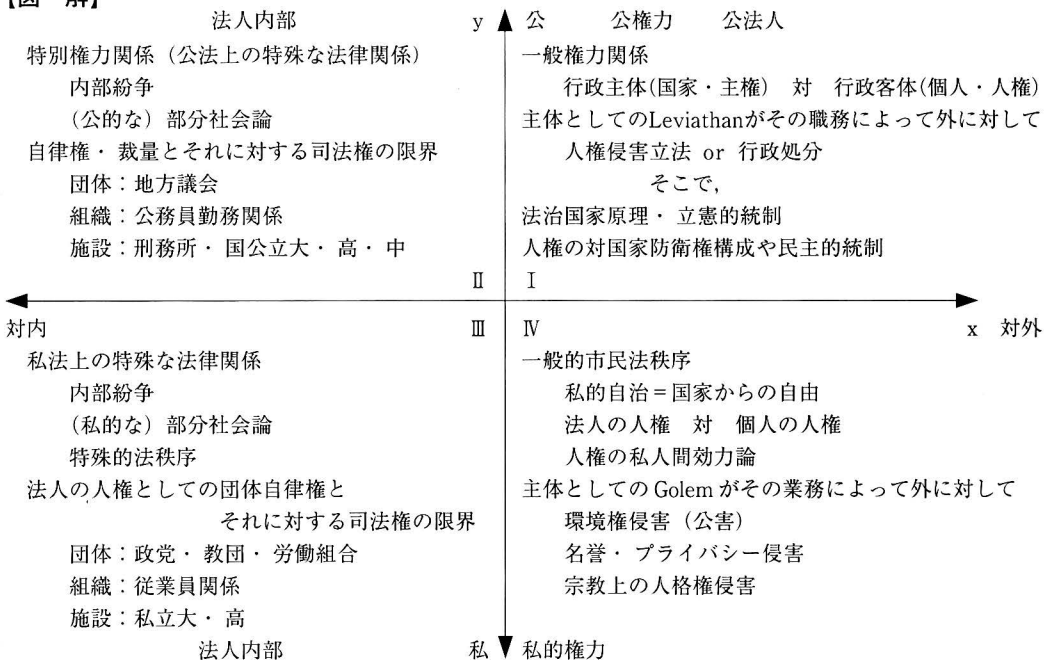 【図 解】
法人内部
y 公 公権力 公法人
特別権力関係（公法上の特殊な法律関係）
内部紛争
（公的な）部分社会論
自律権・裁量とそれに対する司法権の限界
団体：地方議会
組織：公務員勤務関係
施設：刑務所・国公立大・高・中
Ⅱ
一般権力関係
行政主体(国家・主権) 対 行政客体(個人・人権)
主体としてのLeviathanがその職務によって外に対して
人権侵害立法 or 行政処分
そこで，
法治国家原理・立憲的統制
人権の対国家防衛権構成や民主的統制
Ⅰ
対内
Ⅲ
私法上の特殊な法律関係
内部紛争
（私的な）部分社会論
特殊的法秩序
法人の人権としての団体自律権と
それに対する司法権の限界
団体：政党・教団・労働組合
組織：従業員関係
施設：私立大・高
法人内部
Ⅳ
x 対外
一般的市民法秩序
私的自治＝国家からの自由
法人の人権 対 個人の人権
人権の私人間効力論
主体としての Golem がその業務によって外に対して
環境権侵害（公害）
名誉・プライバシー侵害
宗教上の人格権侵害
私 私的権力